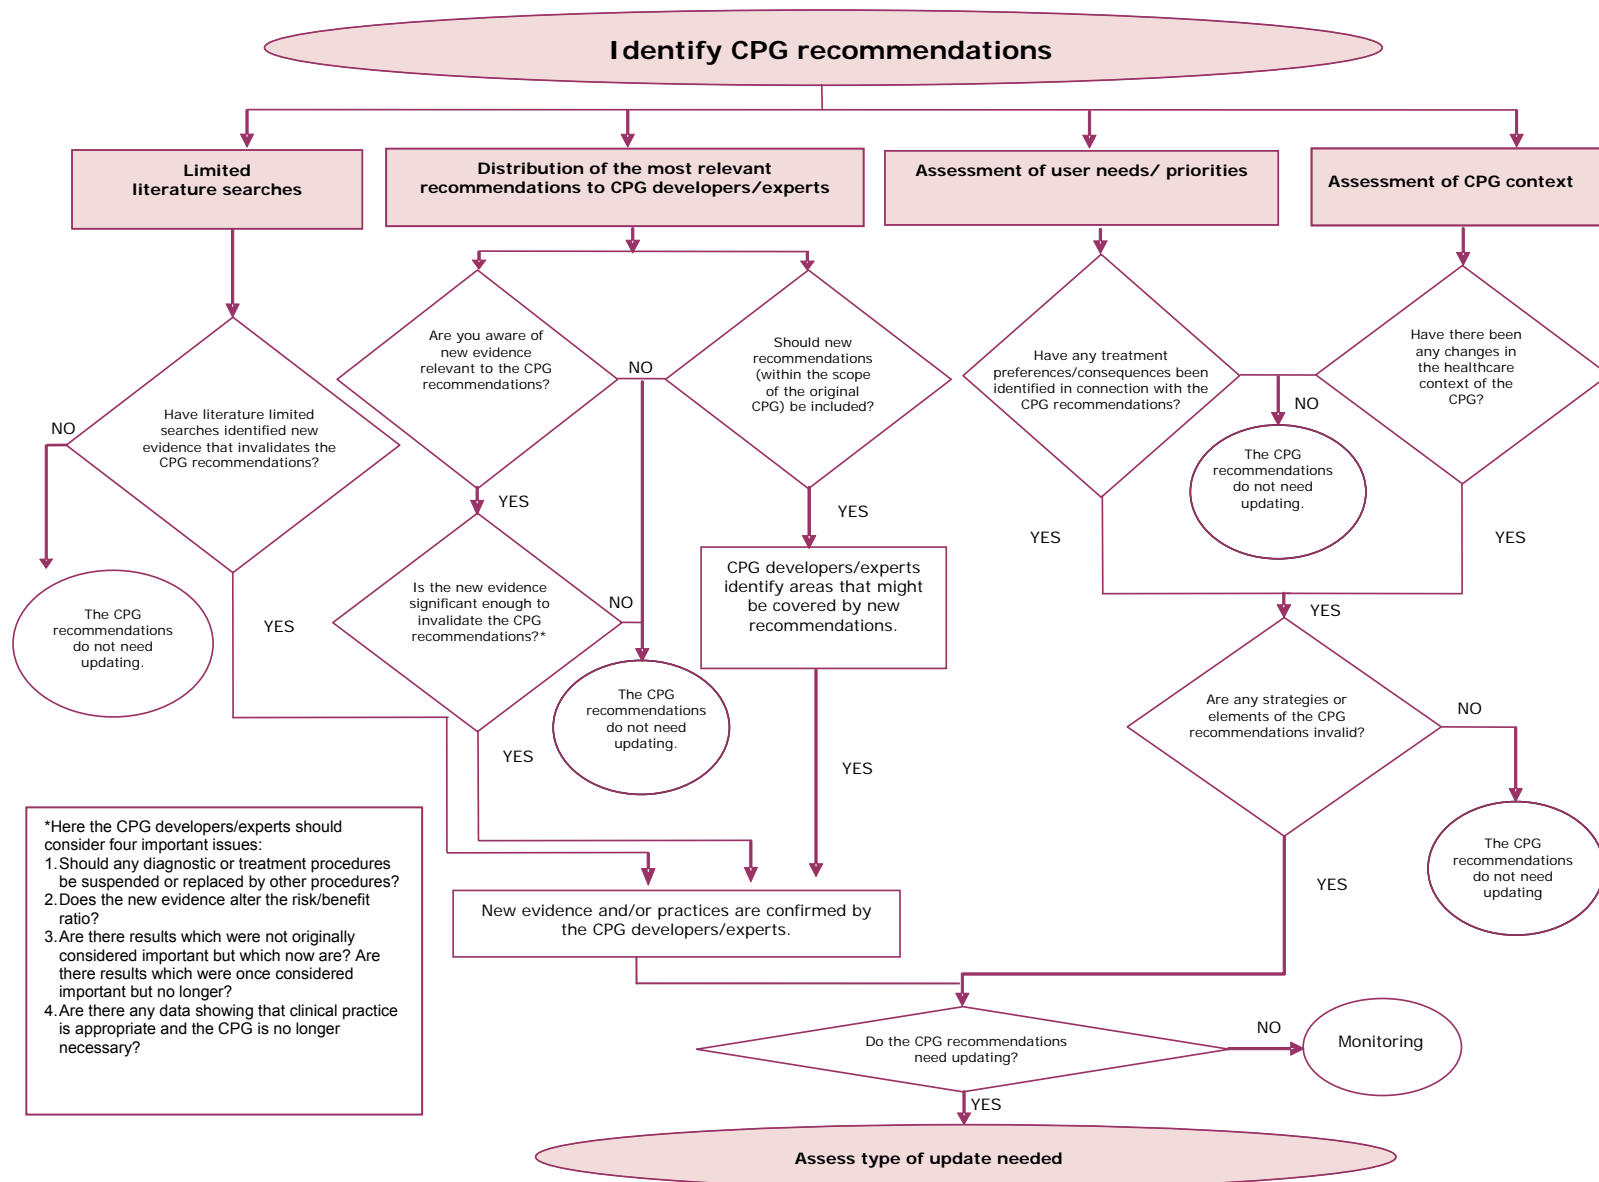 Identify CPG recommendations
Limited
literature searches
Distribution of the most relevant
recommendations to CPG developers/experts
Assessment of user needs/ priorities
Assessment of CPG context
Have literature limited
searches identified new
evidence that invalidates the
CPG recommendations?
NO
The CPG
recommendations
do not need
updating.
YES
Are you aware of
new evidence
relevant to the CPG
recommendations?
NO
Should new
recommendations
(within the scope
of the original
CPG) be included?
YES
Is the new evidence
significant enough to
invalidate the CPG
recommendations?*
NO
The CPG
recommendations
do not need
updating.
YES
YES
CPG developers/experts
identify areas that might
be covered by new
recommendations.
YES
Have any treatment
preferences/consequences been
identified in connection with the
CPG recommendations?
NO
The CPG
recommendations
do not need
updating.
Have there been
any changes in
the healthcare
context of the
CPG?
YES
YES
YES
Are any strategies or
elements of the CPG
recommendations invalid?
NO
The CPG
recommendations
do not need
updating
YES
*Here the CPG developers/experts should
consider four important issues:
1. Should any diagnostic or treatment procedures
be suspended or replaced by other procedures?
2. Does the new evidence alter the risk/benefit
ratio?
3. Are there results which were not originally
considered important but which now are? Are
there results which were once considered
important but no longer?
4. Are there any data showing that clinical practice
is appropriate and the CPG is no longer
necessary?
New evidence and/or practices are confirmed by
the CPG developers/experts.
Do the CPG recommendations
need updating?
NO
Monitoring
YES
Assess type of update needed